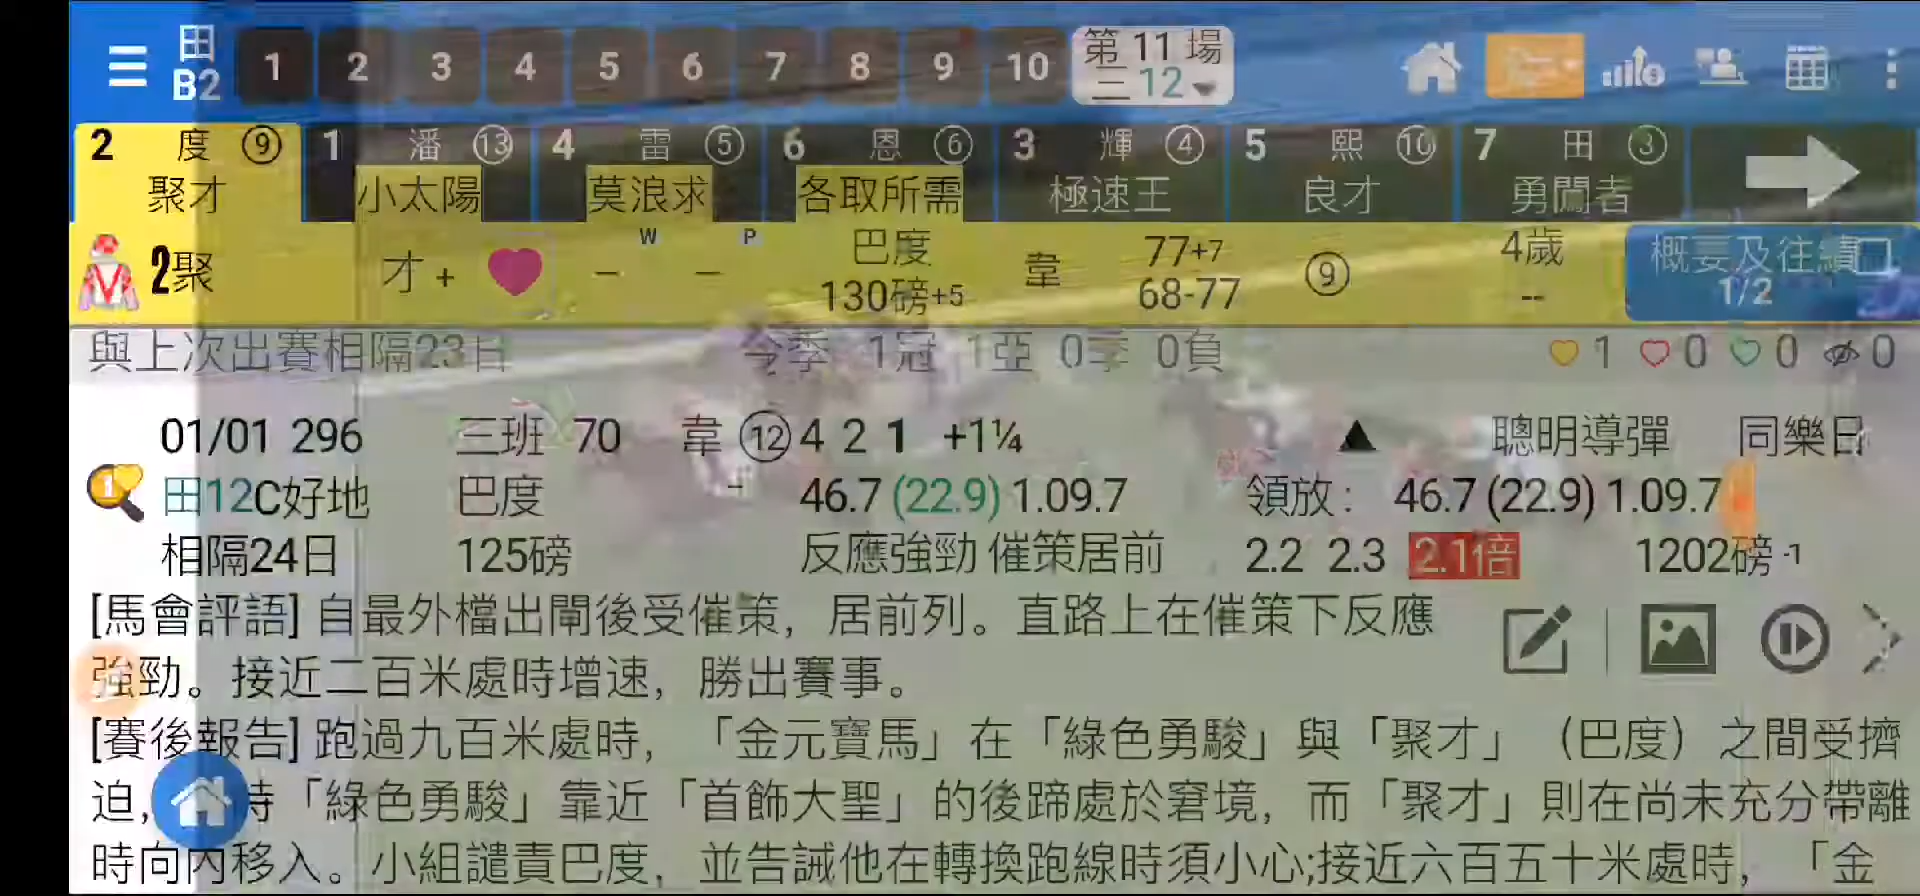 田 B2 1 2 3 4 5 6 7 8 9 10 第 11 場 三 12
2 度 ⑨ 1 潘 ⑬ 4 雷 ⑤ 6 恩 ⑥ 3 輝 ④ 5 熙 ⑩ 7 田 ③
聚才 小太陽 莫浪求 各取所需 極速王 良才 勇闖者
2聚 才 + – W – P 巴度 130磅+5 韋 77+7 68-77 ⑨ 4歲 -- 概要及往績 1/2
與上次出賽相隔23日 今季 1冠 1亞 0季 0負 1 0 0 0
01/01 296 三班 70 韋 ⑫ 4 2 1 +1¼ ▲ 聰明導彈 同樂日
1 田12C好地 巴度 - 46.7 (22.9) 1.09.7 領放: 46.7 (22.9) 1.09.7
相隔24日 125磅 反應強勁 催策居前 2.2 2.3 2.1倍 1202磅 -1
[馬會評語] 自最外檔出閘後受催策，居前列。直路上在催策下反應
強勁。接近二百米處時增速，勝出賽事。
[賽後報告] 跑過九百米處時，「金元寶馬」在「綠色勇駿」與「聚才」（巴度）之間受擠
迫, 時「綠色勇駿」靠近「首飾大聖」的後蹄處於窘境，而「聚才」則在尚未充分帶離
時向內移入。小組譴責巴度，並告誡他在轉換跑線時須小心;接近六百五十米處時，「金